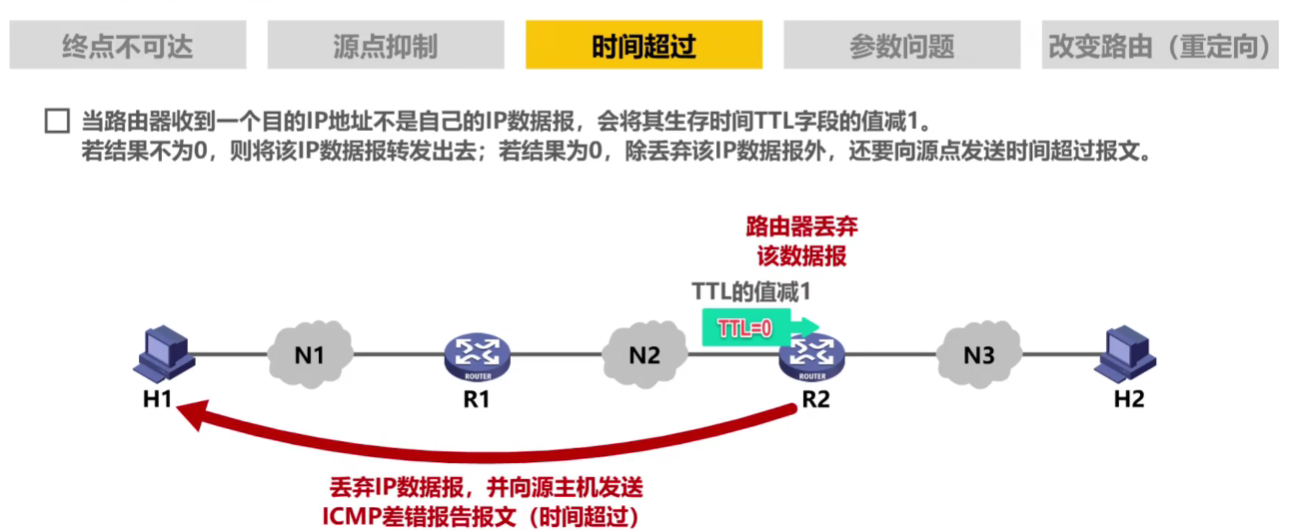 终点不可达
源点抑制
时间超过
参数问题
改变路由（重定向）
当路由器收到一个目的IP地址不是自己的IP数据报，会将其生存时间TTL字段的值减1。
若结果不为0，则将该IP数据报转发出去；若结果为0，除丢弃该IP数据报外，还要向源点发送时间超过报文。
路由器丢弃
该数据报
TTL的值减1
TTL=0
N1
N2
N3
ROUTER
ROUTER
H1
R1
R2
H2
丢弃IP数据报，并向源主机发送
ICMP差错报告报文（时间超过）